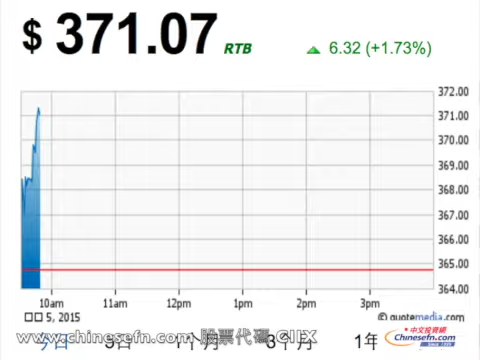 $ 371.07 RTB 6.32 (+1.73%)
372.00
371.00
370.00
369.00
368.00
367.00
366.00
365.00
364.00
10am 11am 12pm 1pm 2pm 3pm
5, 2015 © quotemedia.com
www.chinesefn.com 股票代碼 CIIX
今日 5日 1个月 3个月 1年
中文投資網
Chinesefn.com